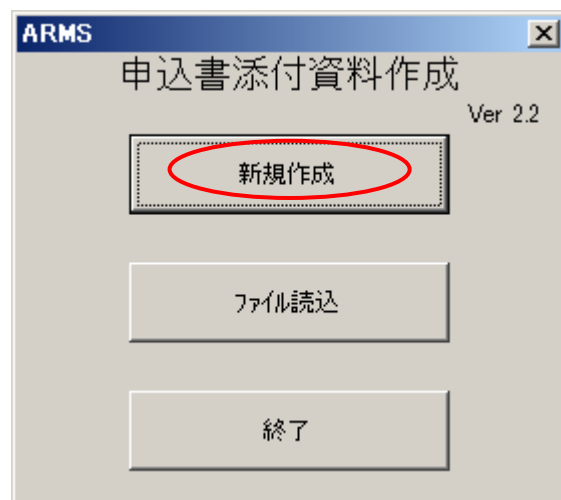 ARMS
申込書添付資料作成
Ver 2.2
新規作成
ファイル読込
終了